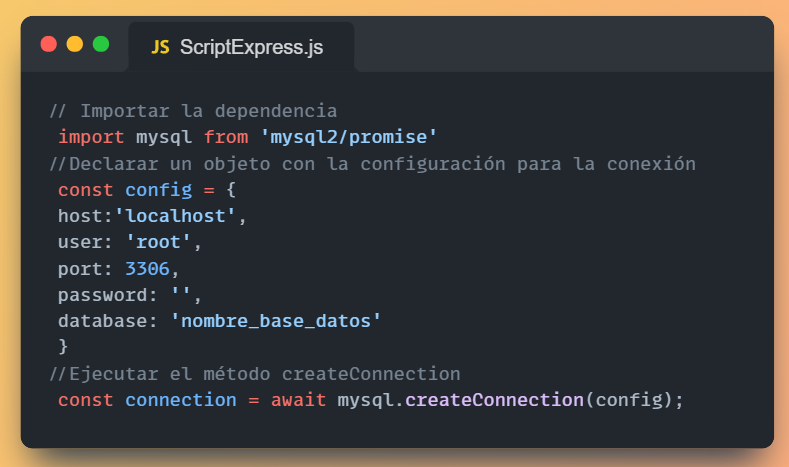 JS ScriptExpress.js
// Importar la dependencia
import mysql from 'mysql2/promise'
//Declarar un objeto con la configuración para la conexión
const config = {
host:'localhost',
user: 'root',
port: 3306,
password: '',
database: 'nombre_base_datos'
}
//Ejecutar el método createConnection
const connection = await mysql.createConnection(config);